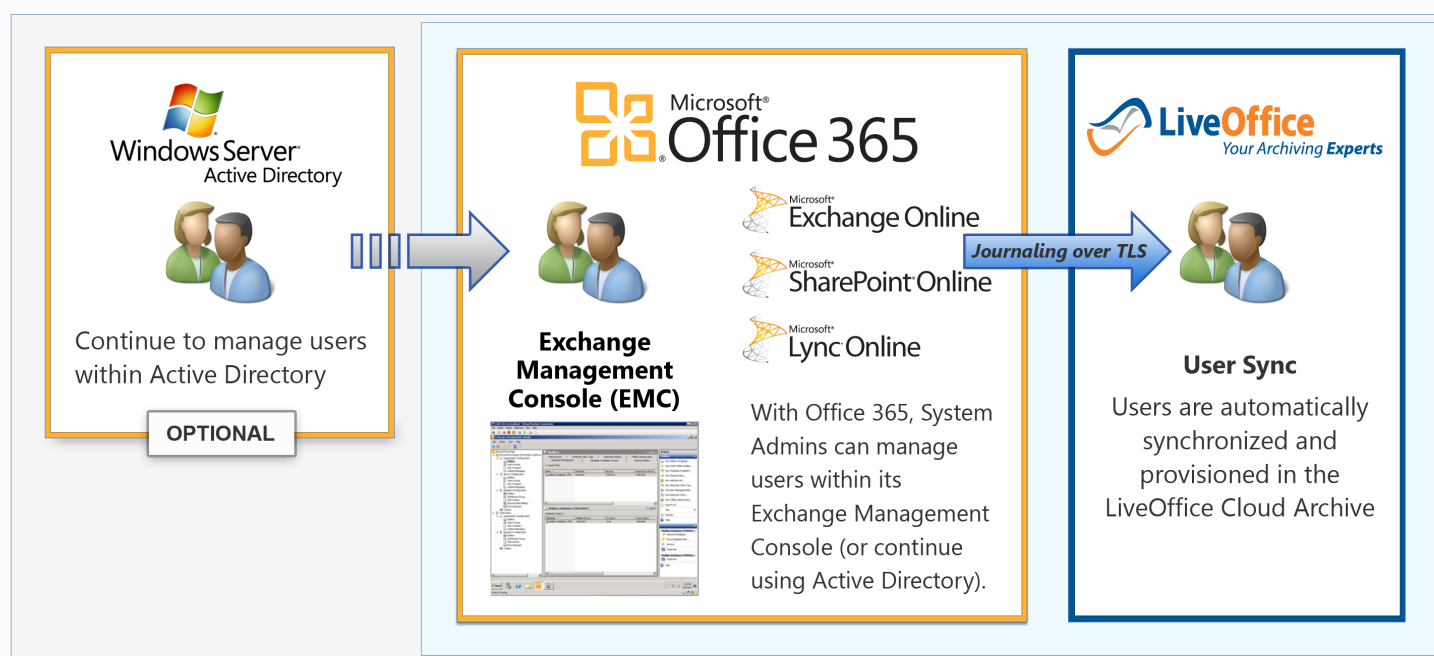 Windows Server®
Active Directory
Continue to manage users
within Active Directory
OPTIONAL
Microsoft®
Office 365
Exchange
Management
Console (EMC)
Microsoft®
Exchange Online
Microsoft®
SharePoint® Online
Microsoft®
Lync™ Online
With Office 365, System
Admins can manage
users within its
Exchange Management
Console (or continue
using Active Directory).
Journaling over TLS
LiveOffice
Your Archiving Experts
User Sync
Users are automatically
synchronized and
provisioned in the
LiveOffice Cloud Archive